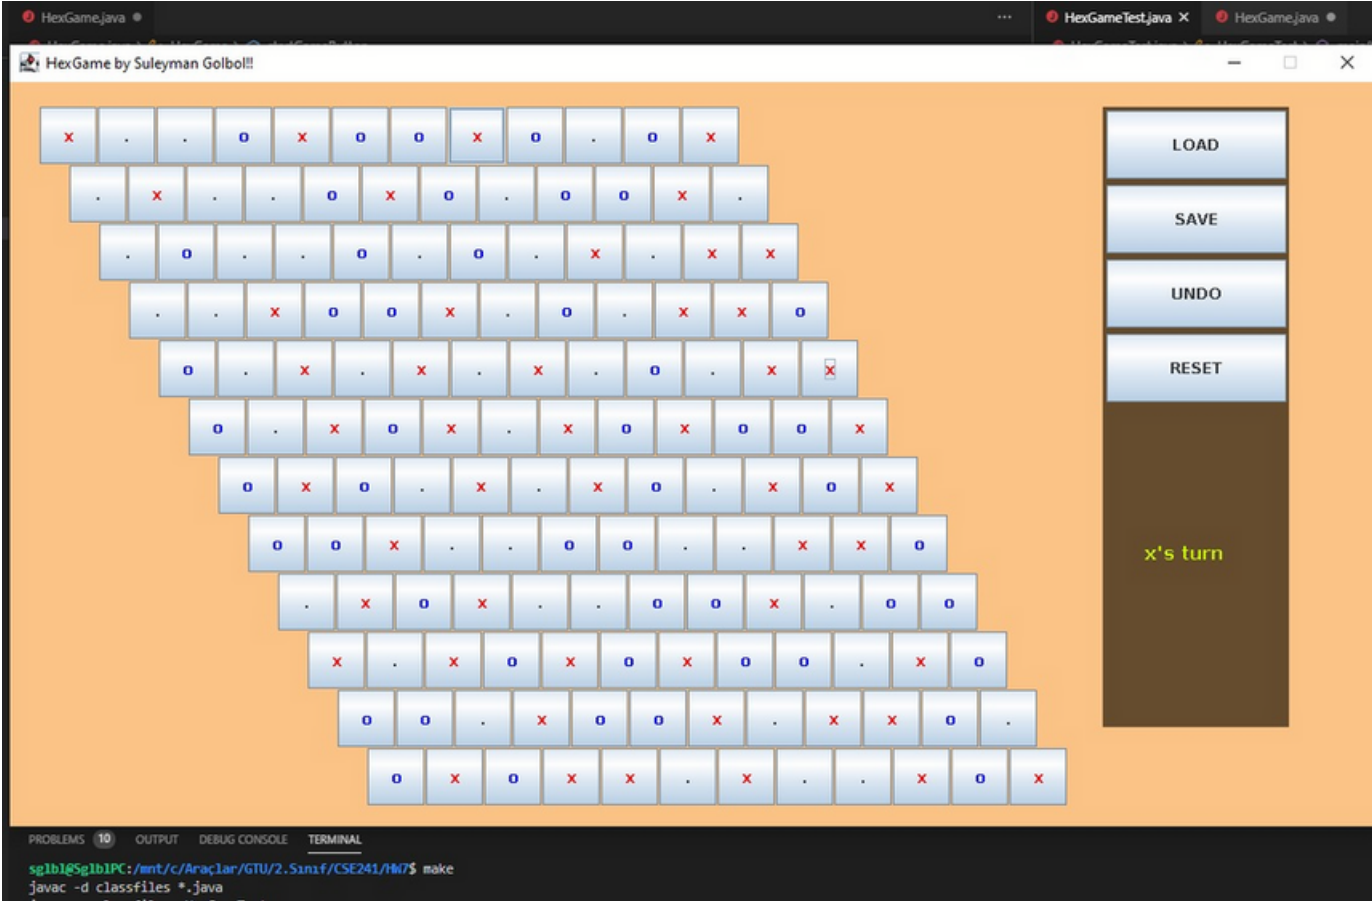 HexGame.java ● ... HexGameTest.java × HexGame.java ●
HexGame by Suleyman Golbol!!
x . . o x o o x o . o x
. x . . o x o . o o x .
. o . . o . o . x . x x
. . x o o x . o . x x o
o . x . x . x . o . x x
o . x o x . x o x o o x
o x o . x . x o . x o x
o o x . . o o . . x x o
. x o x . . o o x . o o
x . x o x o x o o . x o
o o . x o o x . x x o .
o x o x x . x . . x o x
LOAD
SAVE
UNDO
RESET
x's turn
PROBLEMS 10 OUTPUT DEBUG CONSOLE TERMINAL
sglbl@SglblPC:/mnt/c/Araçlar/GTU/2.Sınıf/CSE241/HW7$ make
javac -d classfiles *.java